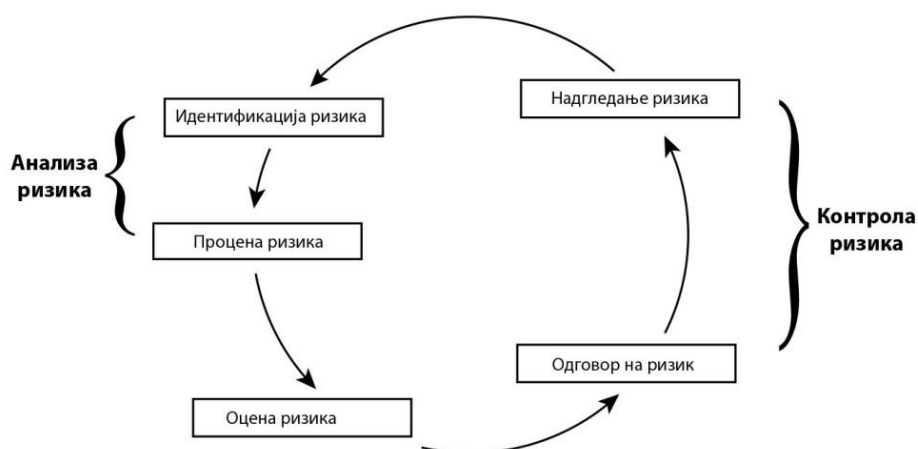 Идентификација ризика
Надгледање ризика
Анализа
ризика
Процена ризика
Контрола
ризика
Одговор на ризик
Оцена ризика